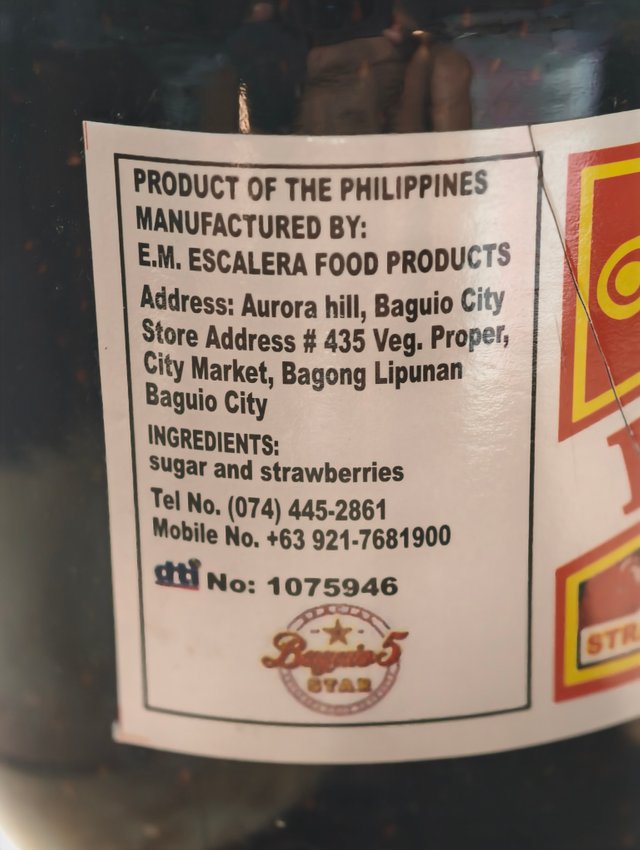 PRODUCT OF THE PHILIPPINES
MANUFACTURED BY:
E.M. ESCALERA FOOD PRODUCTS
Address: Aurora hill, Baguio City
Store Address # 435 Veg. Proper,
City Market, Bagong Lipunan
Baguio City
INGREDIENTS:
sugar and strawberries
Tel No. (074) 445-2861
Mobile No. +63 921-7681900
dti No: 1075946
Baguio 5
STAR
STR